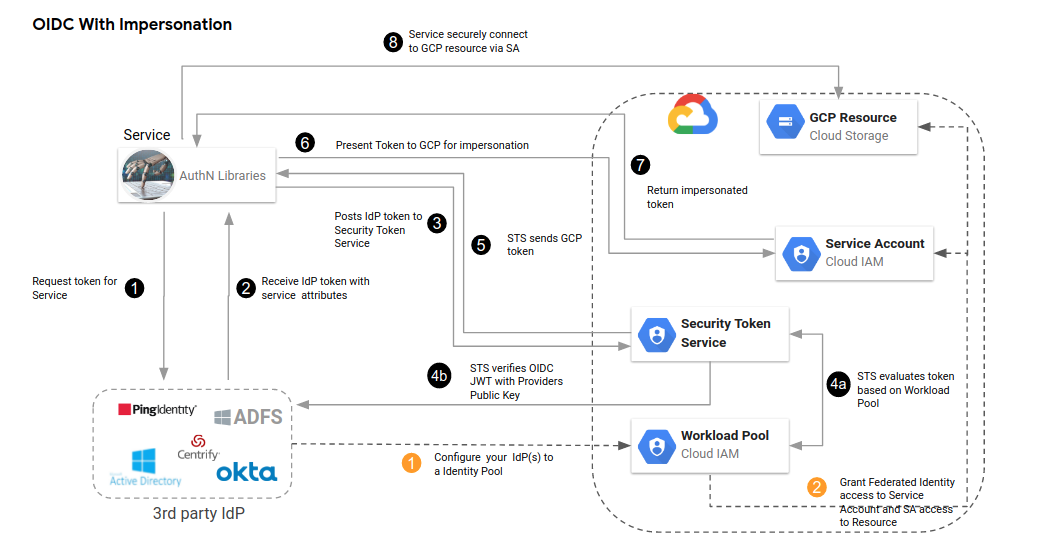 OIDC With Impersonation
8
Service securely connect
to GCP resource via SA
GCP Resource
Cloud Storage
Service
AuthN Libraries
6
Present Token to GCP for impersonation
7
Return impersonated
token
3
Posts IdP token to
Security Token
Service
5
STS sends GCP
token
Service Account
Cloud IAM
1
Request token for
Service
2
Receive IdP token with
service attributes
Security Token
Service
4b
STS verifies OIDC
JWT with Providers
Public Key
4a
STS evaluates token
based on Workload
Pool
PingIdentity
ADFS
Centrify
Active Directory
okta
3rd party IdP
1
Configure your IdP(s) to
a Identity Pool
Workload Pool
Cloud IAM
2
Grant Federated Identity
access to Service
Account and SA access
to Resource